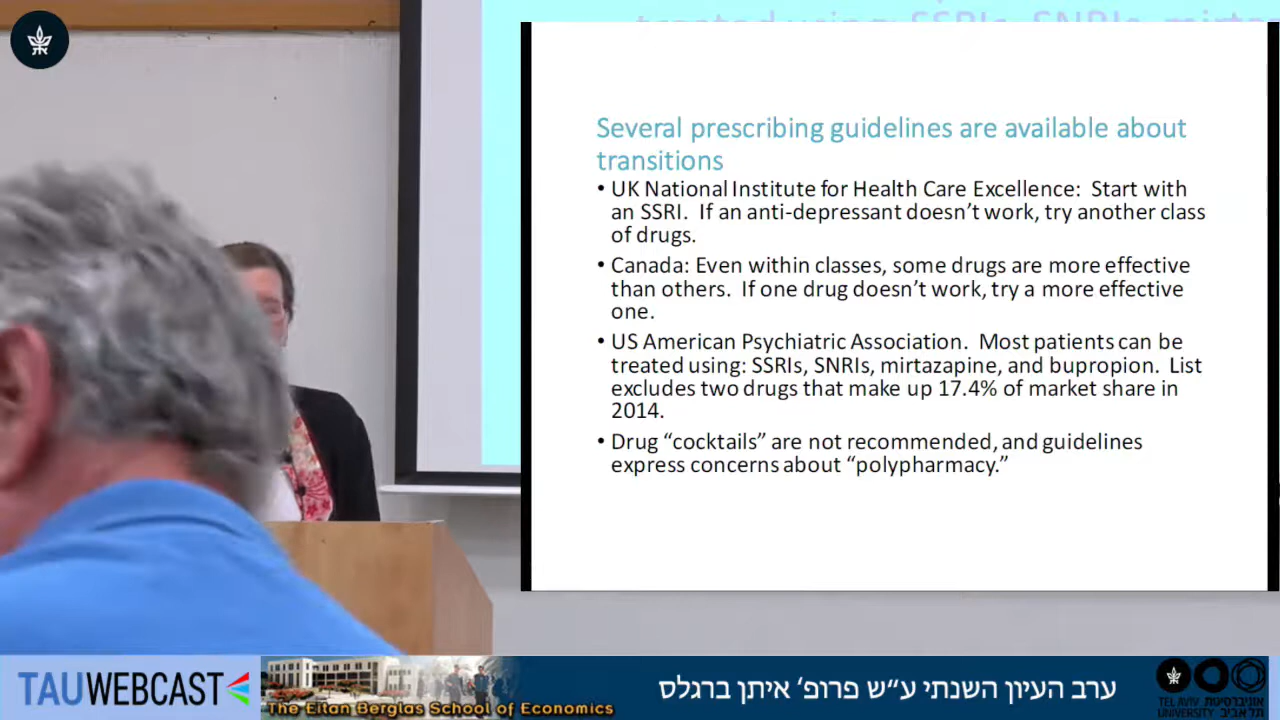 treated using: SSRIs, SNRIs, mirta
Several prescribing guidelines are available about
transitions
• UK National Institute for Health Care Excellence:  Start with
an SSRI.  If an anti-depressant doesn't work, try another class
of drugs.
• Canada: Even within classes, some drugs are more effective
than others.  If one drug doesn't work, try a more effective
one.
• US American Psychiatric Association.  Most patients can be
treated using: SSRIs, SNRIs, mirtazapine, and bupropion.  List
excludes two drugs that make up 17.4% of market share in
2014.
• Drug “cocktails” are not recommended, and guidelines
express concerns about “polypharmacy.”
TAUWEBCAST
The Eitan Berglas School of Economics
ערב העיון השנתי ע״ש פרופ׳ איתן ברגלס
TEL AVIV אוניברסיטת
UNIVERSITY תל אביב